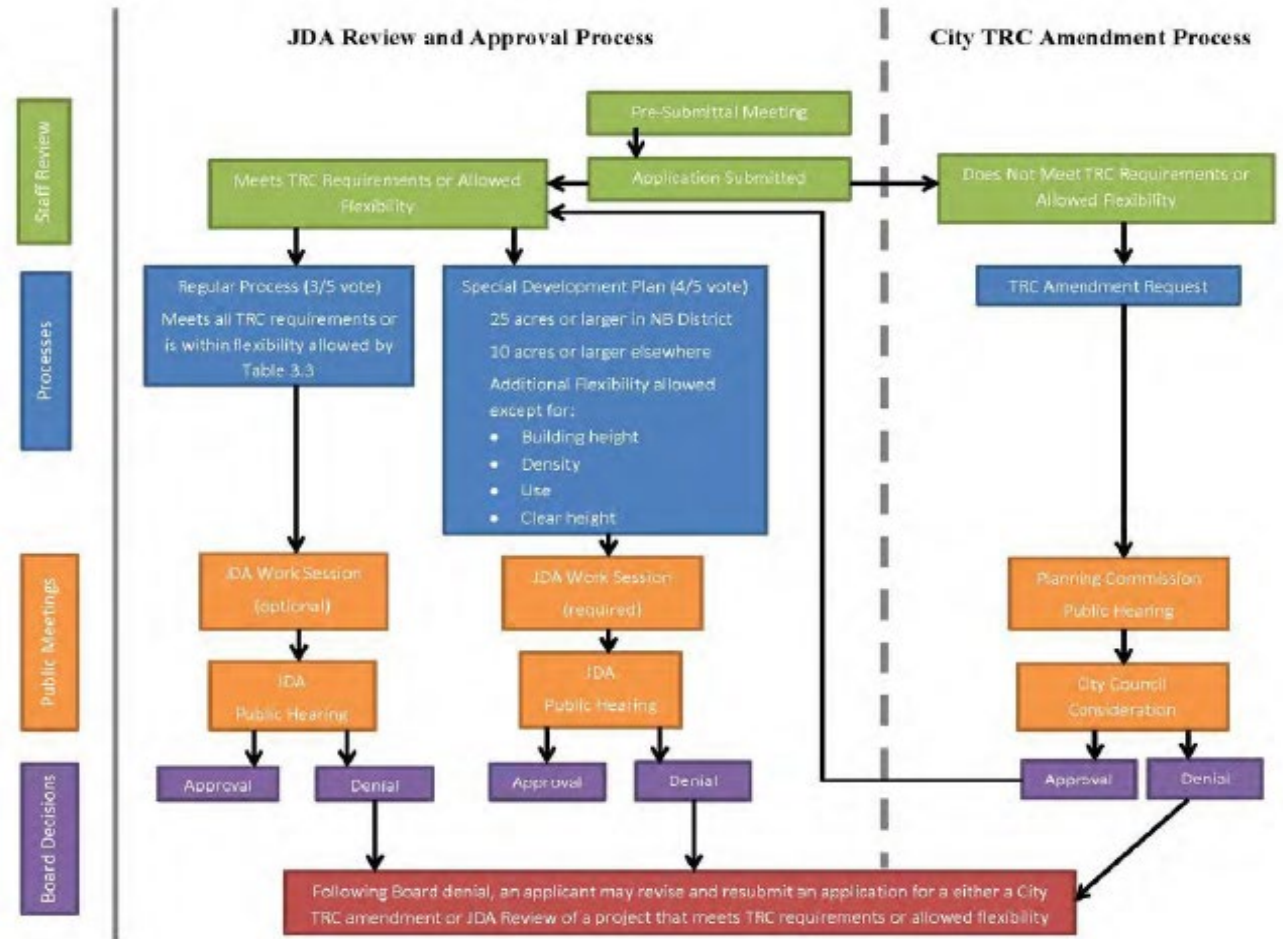 JDA Review and Approval Process
City TRC Amendment Process
Staff Review
Pre-Submittal Meeting
Application Submitted
Meets TRC Requirements or Allowed
Flexibility
Does Not Meet TRC Requirements or
Allowed Flexibility
Processes
Regular Process (3/5 vote)
Meets all TRC requirements or
is within flexibility allowed by
Table 3.3
Special Development Plan (4/5 vote)
25 acres or larger in NB District
10 acres or larger elsewhere
Additional Flexibility allowed
except for:
• Building height
• Density
• Use
• Clear height
TRC Amendment Request
Public Meetings
JDA Work Session
(optional)
JDA
Public Hearing
JDA Work Session
(required)
JDA
Public Hearing
Planning Commission
Public Hearing
City Council
Consideration
Board Decisions
Approval
Denial
Approval
Denial
Approval
Denial
Following Board denial, an applicant may revise and resubmit an application for a either a City
TRC amendment or JDA Review of a project that meets TRC requirements or allowed flexibility